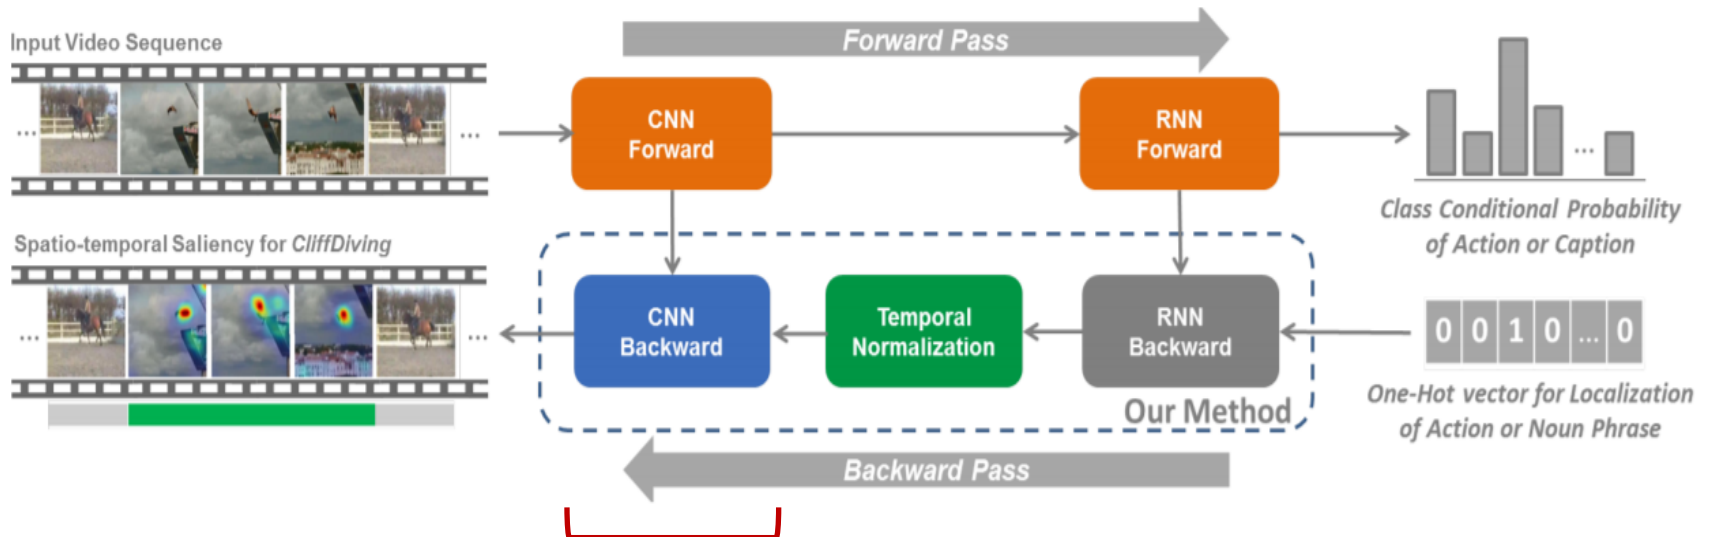 Input Video Sequence
... ...
Forward Pass
CNN
Forward
RNN
Forward
...
Class Conditional Probability
of Action or Caption
Spatio-temporal Saliency for CliffDiving
... ...
CNN
Backward
Temporal
Normalization
RNN
Backward
Our Method
0 0 1 0 ... 0
One-Hot vector for Localization
of Action or Noun Phrase
Backward Pass